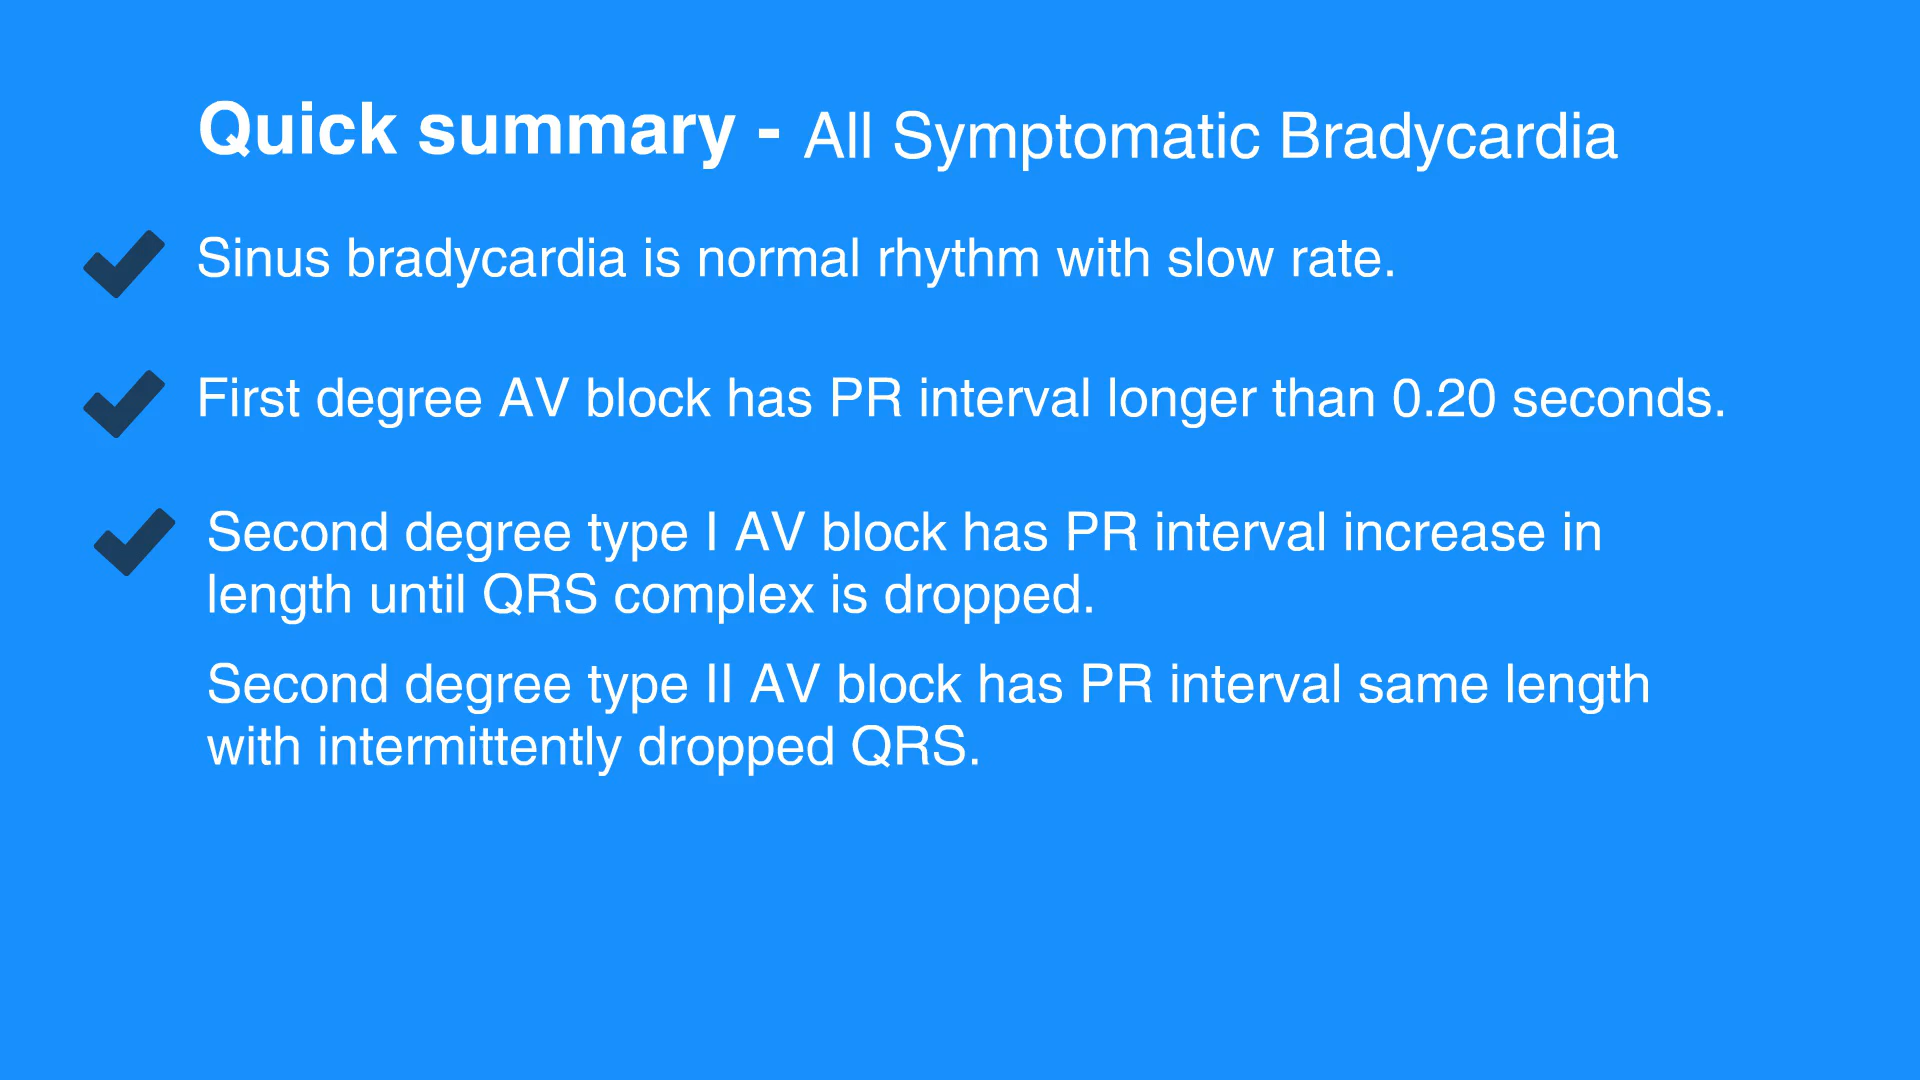 Quick summary - All Symptomatic Bradycardia
Sinus bradycardia is normal rhythm with slow rate.
First degree AV block has PR interval longer than 0.20 seconds.
Second degree type I AV block has PR interval increase in
length until QRS complex is dropped.
Second degree type II AV block has PR interval same length
with intermittently dropped QRS.